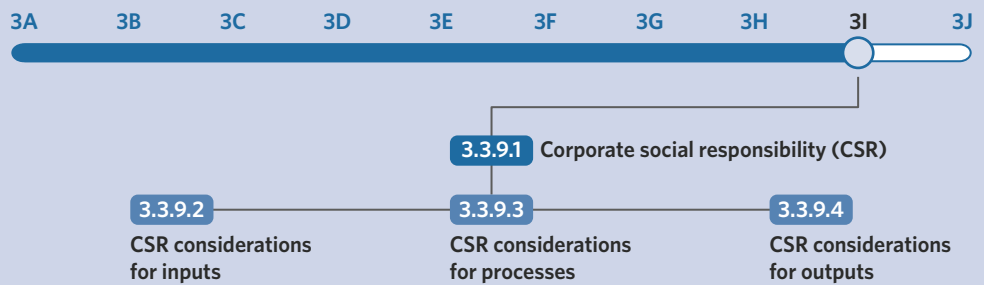 3A 3B 3C 3D 3E 3F 3G 3H 3I 3J
3.3.9.1 Corporate social responsibility (CSR)
3.3.9.2 3.3.9.3 3.3.9.4
CSR considerations CSR considerations CSR considerations
for inputs for processes for outputs